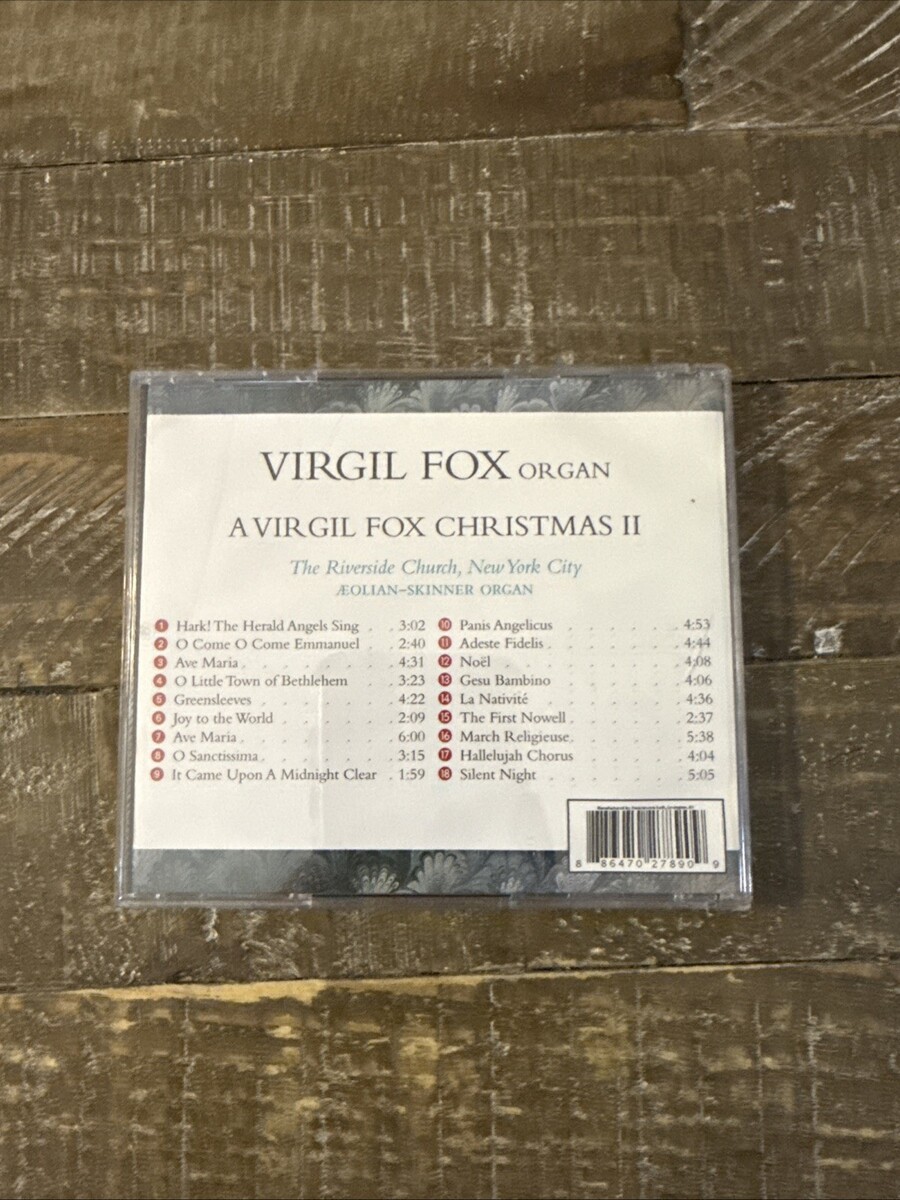 VIRGIL FOX ORGAN
A VIRGIL FOX CHRISTMAS II
The Riverside Church, New York City
ÆOLIAN–SKINNER ORGAN
1 Hark! The Herald Angels Sing . . 3:02
2 O Come O Come Emmanuel . . 2:40
3 Ave Maria . . . . . . . . 4:31
4 O Little Town of Bethlehem . . 3:23
5 Greensleeves . . . . . . . 4:22
6 Joy to the World . . . . . . 2:09
7 Ave Maria . . . . . . . . 6:00
8 O Sanctissima . . . . . . . 3:15
9 It Came Upon A Midnight Clear . 1:59
10 Panis Angelicus . . . . . . 4:53
11 Adeste Fidelis . . . . . . . 4:44
12 Noël . . . . . . . . . 4:08
13 Gesu Bambino . . . . . . 4:06
14 La Nativité . . . . . . . 4:36
15 The First Nowell . . . . . . 2:37
16 March Religieuse . . . . . . 5:38
17 Hallelujah Chorus . . . . . 4:04
18 Silent Night . . . . . . . 5:05
8 86470 27890 9